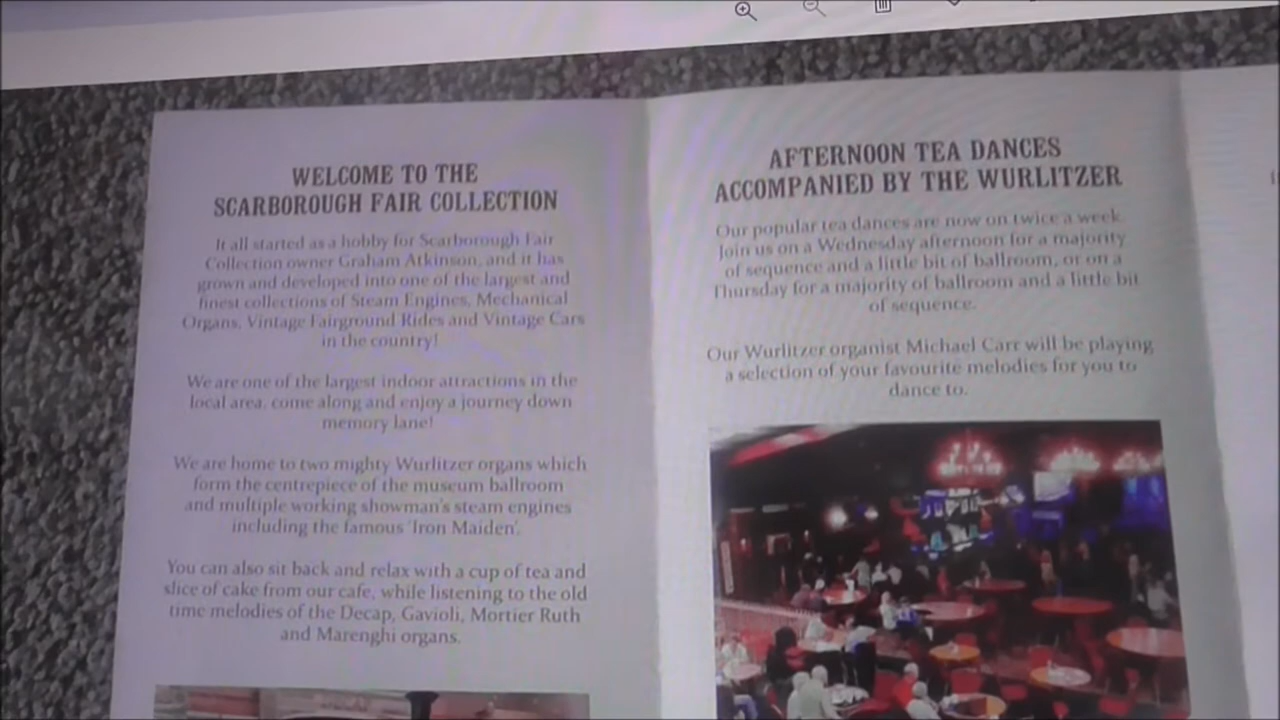 WELCOME TO THE
SCARBOROUGH FAIR COLLECTION
It all started as a hobby for Scarborough Fair
Collection owner Graham Atkinson, and it has
grown and developed into one of the largest and
finest collections of Steam Engines, Mechanical
Organs, Vintage Fairground Rides and Vintage Cars
in the country!
We are one of the largest indoor attractions in the
local area, come along and enjoy a journey down
memory lane!
We are home to two mighty Wurlitzer organs which
form the centrepiece of the museum ballroom
and multiple working showman's steam engines
including the famous 'Iron Maiden'.
You can also sit back and relax with a cup of tea and
slice of cake from our cafe, while listening to the old
time melodies of the Decap, Gavioli, Mortier Ruth
and Marenghi organs.
AFTERNOON TEA DANCES
ACCOMPANIED BY THE WURLITZER
Our popular tea dances are now on twice a week.
Join us on a Wednesday afternoon for a majority
of sequence and a little bit of ballroom, or on a
Thursday for a majority of ballroom and a little bit
of sequence.
Our Wurlitzer organist Michael Carr will be playing
a selection of your favourite melodies for you to
dance to.